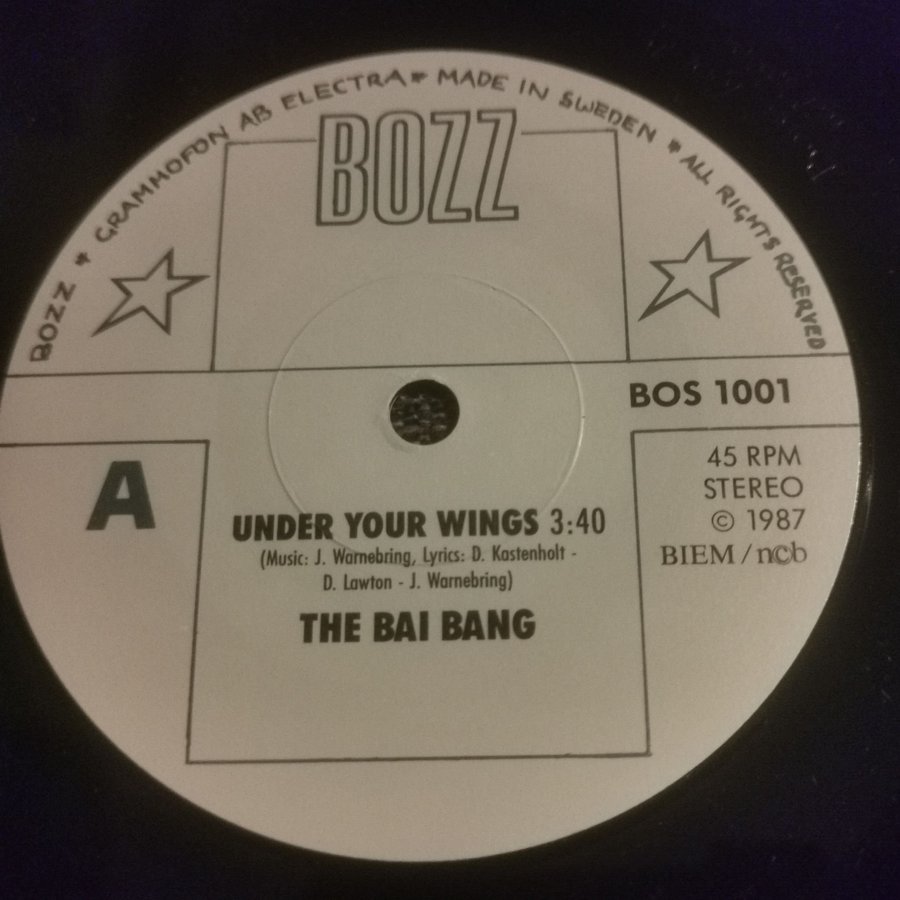 BOZZ * GRAMMOFON AB ELECTRA * MADE IN SWEDEN * ALL RIGHTS RESERVED
BOZZ
BOS 1001
A
45 RPM
STEREO
© 1987
BIEM / n©b
UNDER YOUR WINGS 3:40
(Music: J. Warnebring, Lyrics: D. Kastenholt -
D. Lawton - J. Warnebring)
THE BAI BANG